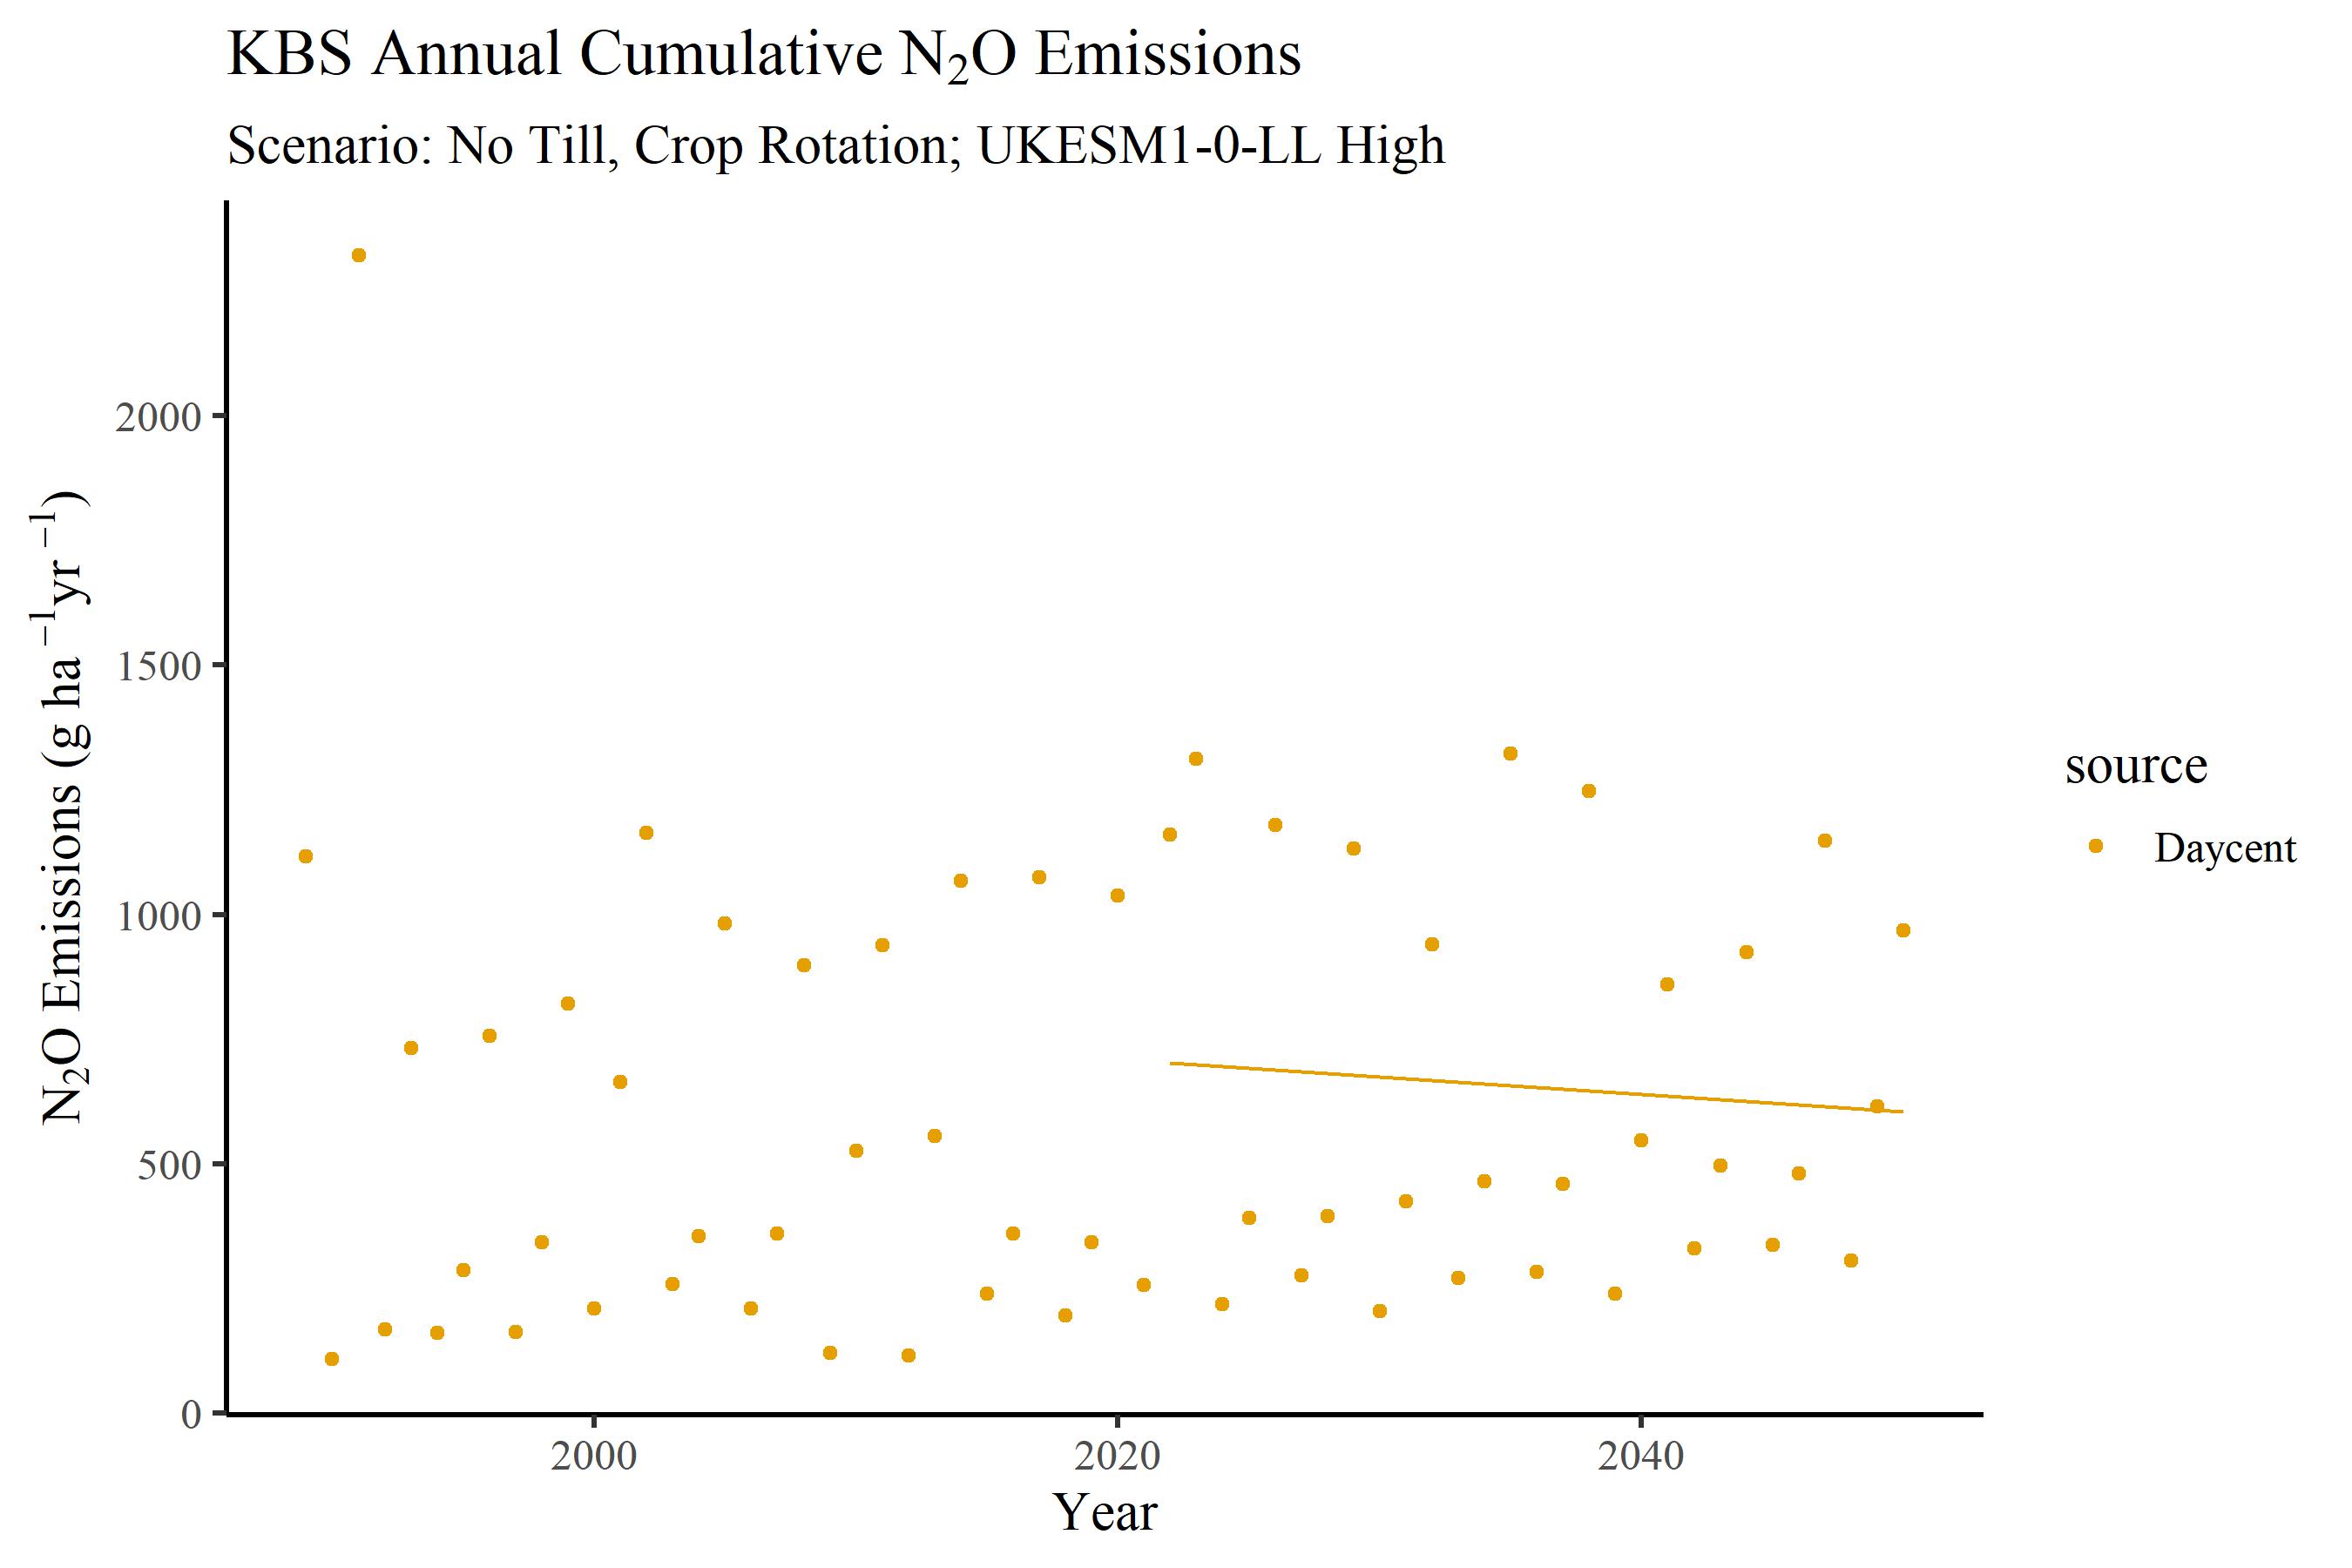 KBS Annual Cumulative N₂O Emissions
Scenario: No Till, Crop Rotation; UKESM1-0-LL High
N₂O Emissions (g ha ⁻¹yr ⁻¹)
2000
1500
1000
500
0
2000 2020 2040
Year
source
Daycent